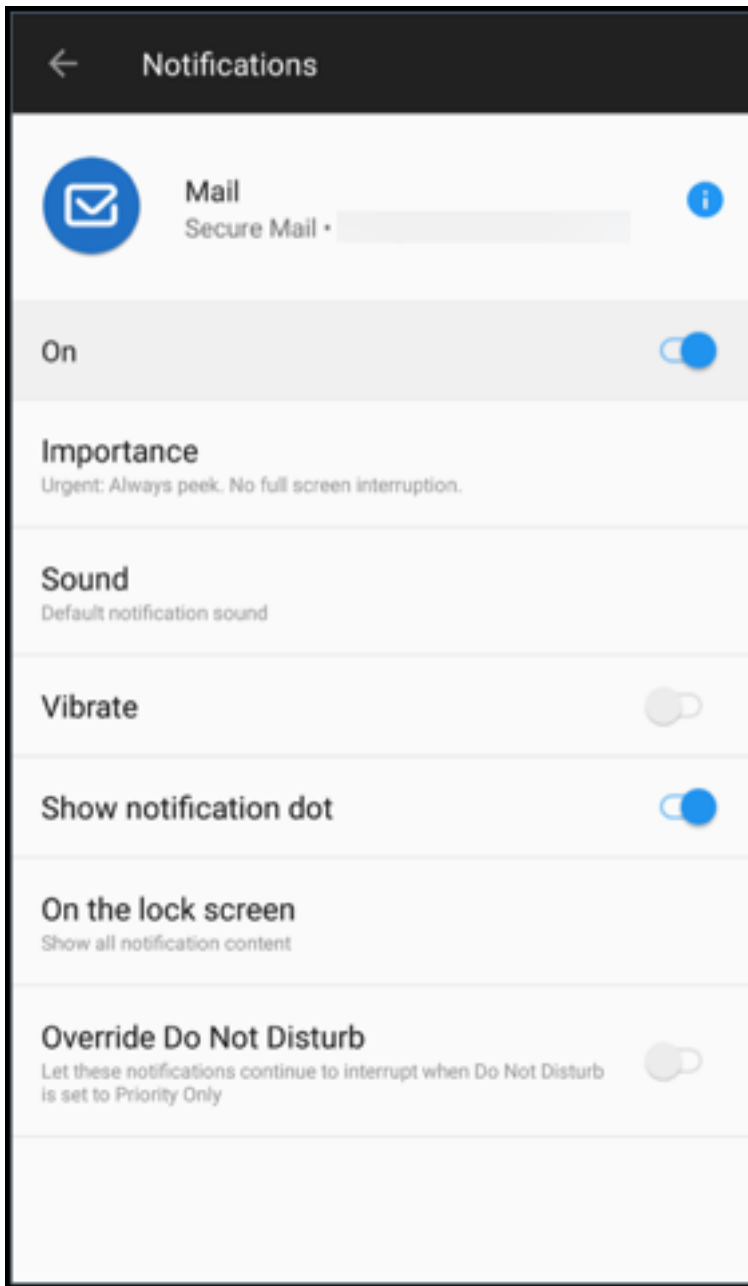 Notifications
Mail
Secure Mail •
On
Importance
Urgent: Always peek. No full screen interruption.
Sound
Default notification sound
Vibrate
Show notification dot
On the lock screen
Show all notification content
Override Do Not Disturb
Let these notifications continue to interrupt when Do Not Disturb
is set to Priority Only